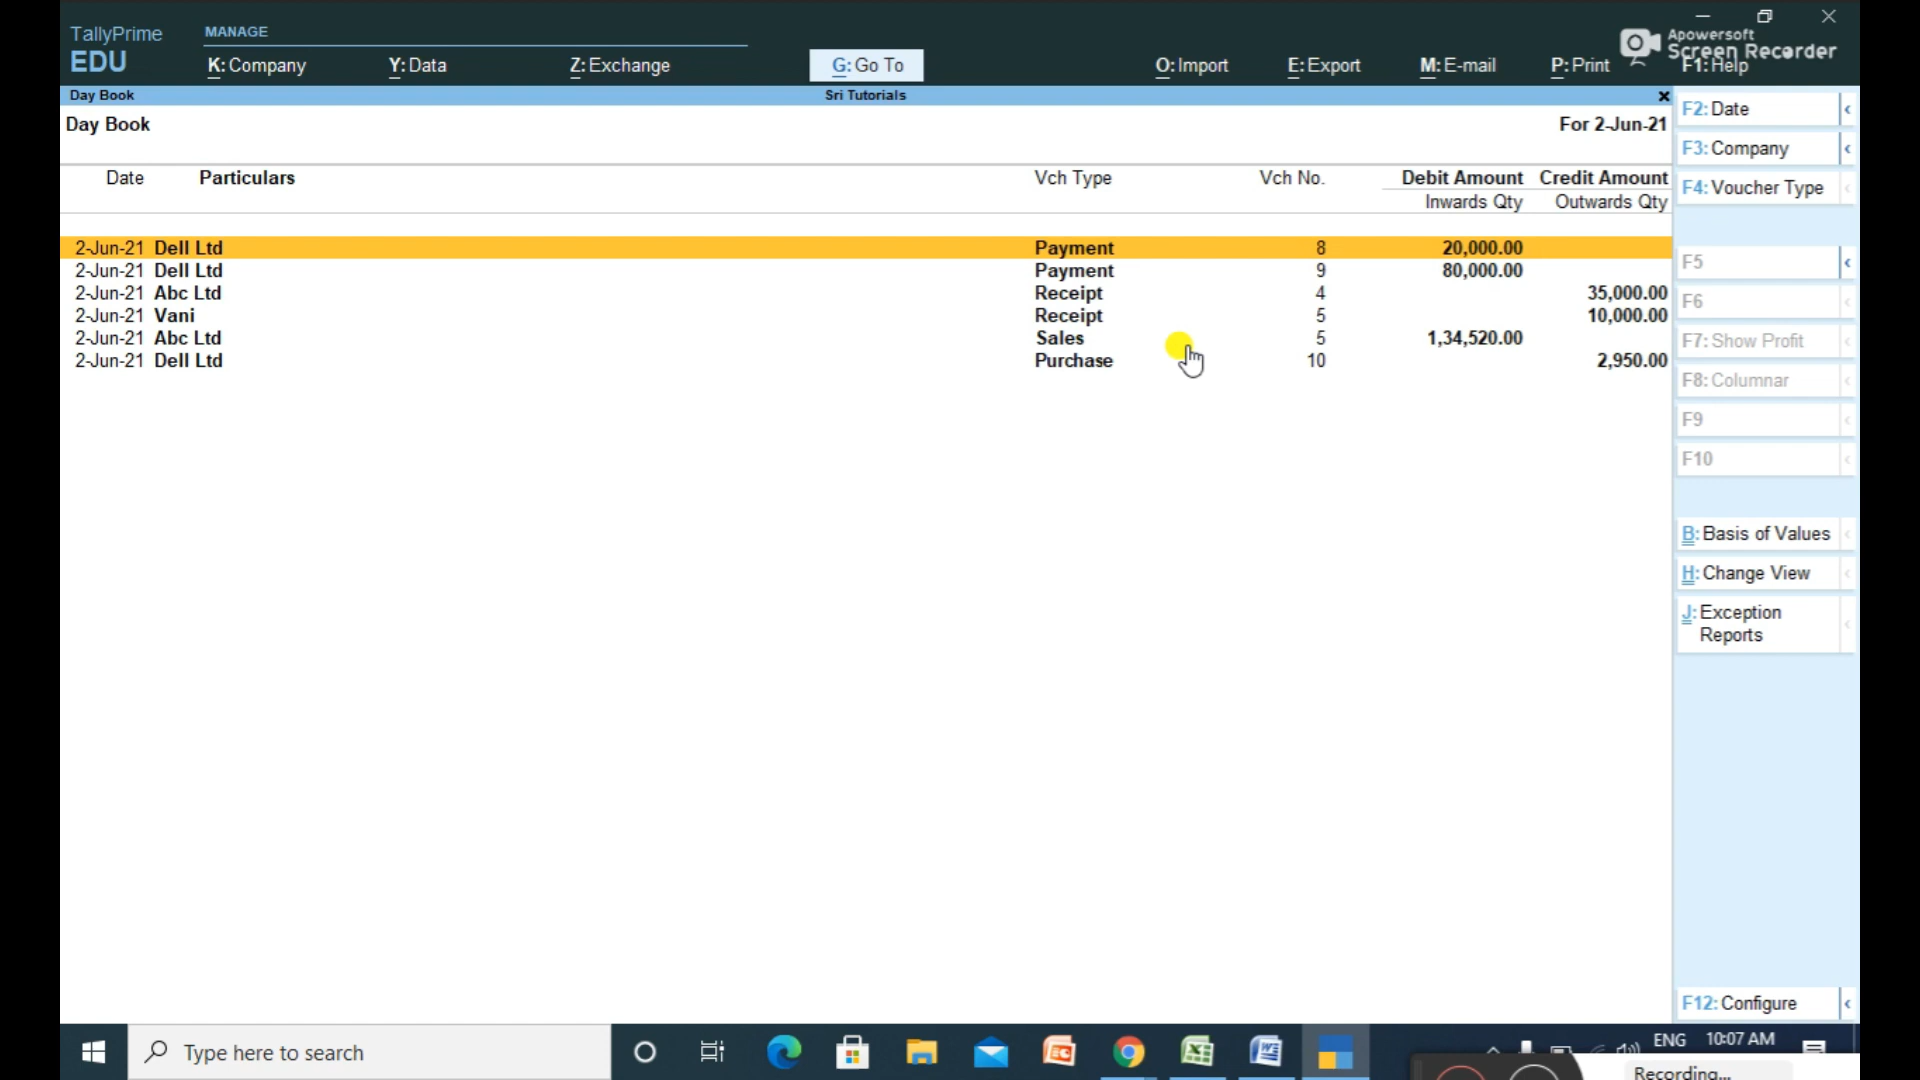 TallyPrime
EDU
MANAGE
K: Company
Y: Data
Z: Exchange
G: Go To
O: Import
E: Export
M: E-mail
P: Print
F1: Help
Apowersoft
Screen Recorder
Day Book
Sri Tutorials
Day Book
For 2-Jun-21
Date Particulars Vch Type Vch No. Debit Amount Credit Amount
Inwards Qty Outwards Qty
2-Jun-21 Dell Ltd Payment 8 20,000.00
2-Jun-21 Dell Ltd Payment 9 80,000.00
2-Jun-21 Abc Ltd Receipt 4 35,000.00
2-Jun-21 Vani Receipt 5 10,000.00
2-Jun-21 Abc Ltd Sales 5 1,34,520.00
2-Jun-21 Dell Ltd Purchase 10 2,950.00
F2: Date
F3: Company
F4: Voucher Type
F5
F6
F7: Show Profit
F8: Columnar
F9
F10
B: Basis of Values
H: Change View
J: Exception
Reports
F12: Configure
Type here to search
ENG 10:07 AM
Recording...